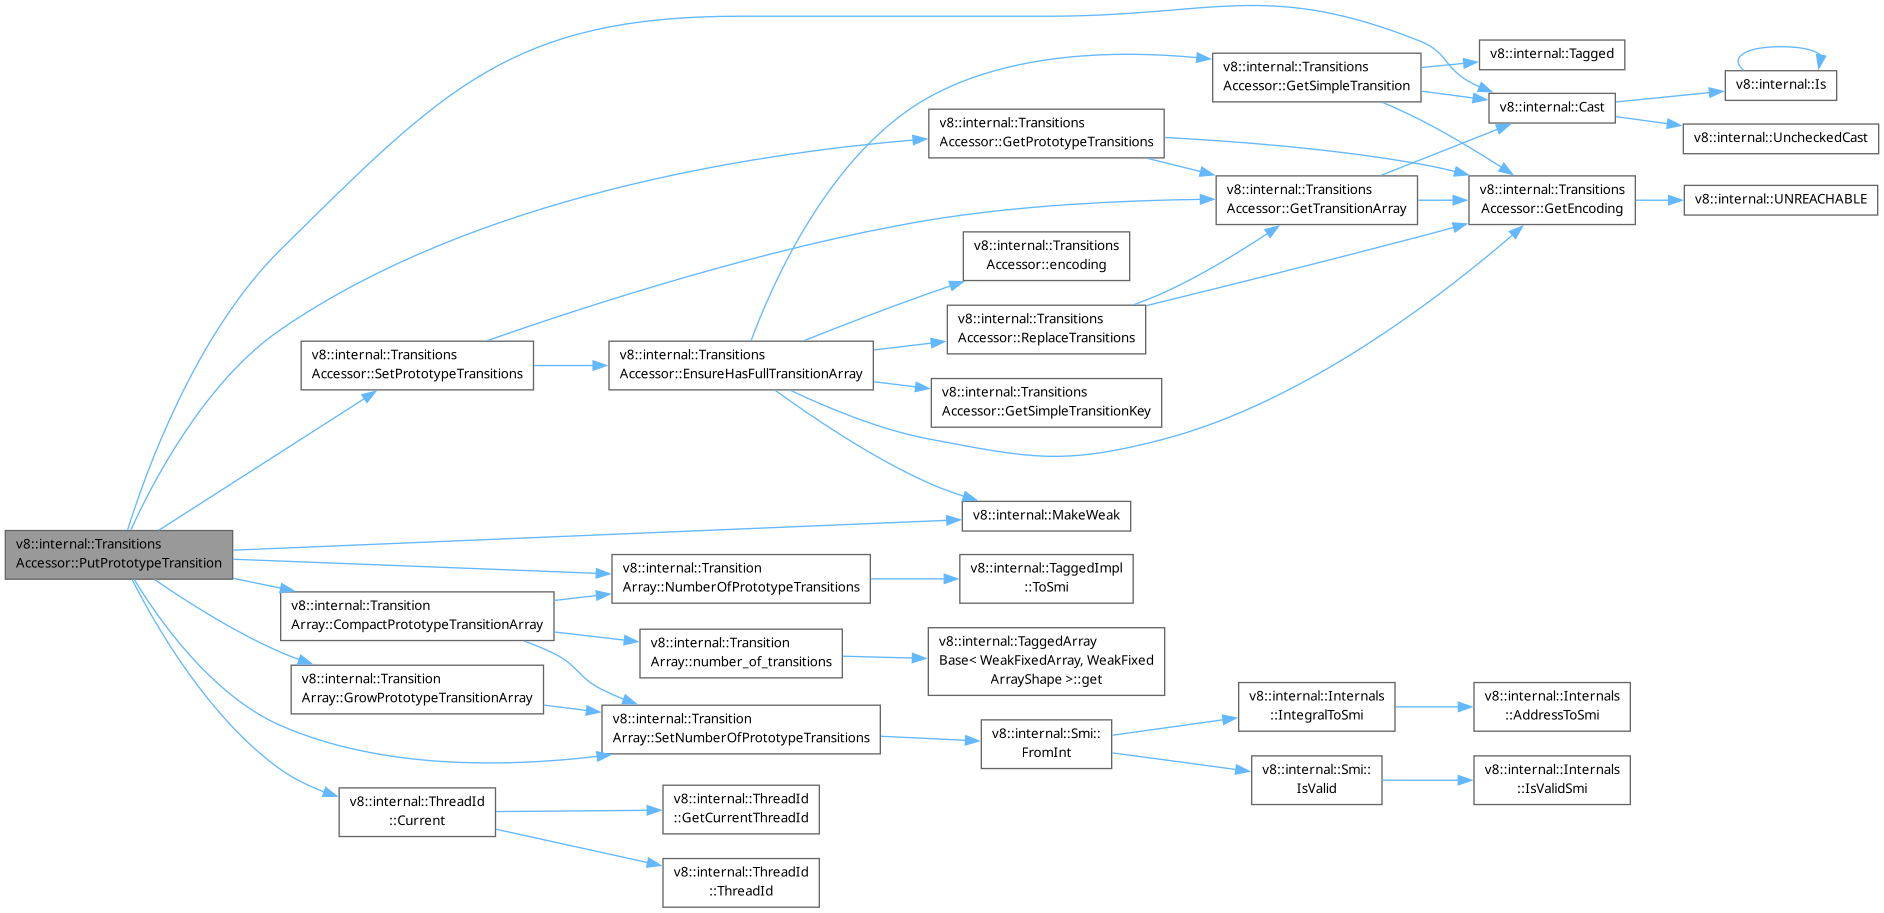 v8::internal::Transitions
Accessor::PutPrototypeTransition
v8::internal::Cast
v8::internal::Is
v8::internal::UncheckedCast
v8::internal::Transitions
Accessor::GetPrototypeTransitions
v8::internal::Transitions
Accessor::GetEncoding
v8::internal::UNREACHABLE
v8::internal::Transitions
Accessor::GetTransitionArray
v8::internal::Transitions
Accessor::SetPrototypeTransitions
v8::internal::Transitions
Accessor::EnsureHasFullTransitionArray
v8::internal::Transitions
Accessor::encoding
v8::internal::Transitions
Accessor::GetSimpleTransition
v8::internal::Tagged
v8::internal::Transitions
Accessor::ReplaceTransitions
v8::internal::Transitions
Accessor::GetSimpleTransitionKey
v8::internal::MakeWeak
v8::internal::Transition
Array::NumberOfPrototypeTransitions
v8::internal::TaggedImpl
::ToSmi
v8::internal::Transition
Array::CompactPrototypeTransitionArray
v8::internal::Transition
Array::number_of_transitions
v8::internal::TaggedArray
Base< WeakFixedArray, WeakFixed
ArrayShape >::get
v8::internal::Transition
Array::GrowPrototypeTransitionArray
v8::internal::Transition
Array::SetNumberOfPrototypeTransitions
v8::internal::Smi::
FromInt
v8::internal::Internals
::IntegralToSmi
v8::internal::Internals
::AddressToSmi
v8::internal::Smi::
IsValid
v8::internal::Internals
::IsValidSmi
v8::internal::ThreadId
::Current
v8::internal::ThreadId
::GetCurrentThreadId
v8::internal::ThreadId
::ThreadId